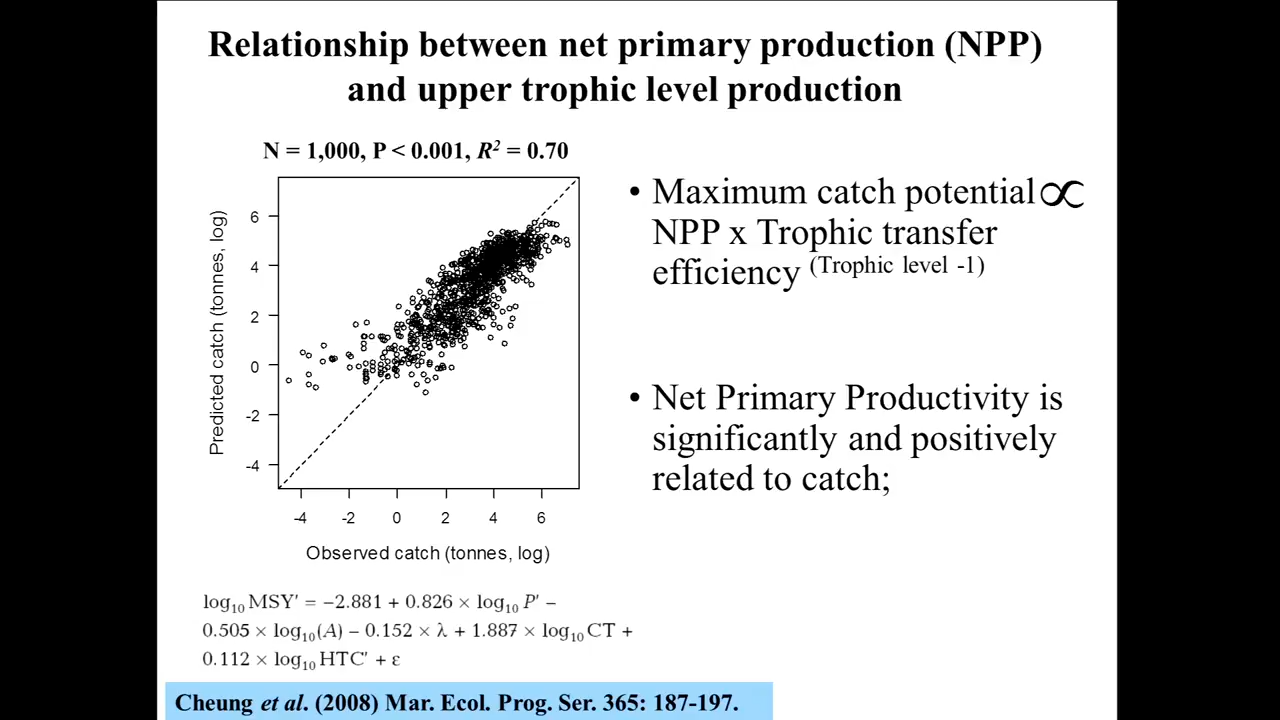 Relationship between net primary production (NPP)
and upper trophic level production
N = 1,000, P < 0.001, R² = 0.70
Predicted catch (tonnes, log)
6
4
2
0
-2
-4
-4 -2 0 2 4 6
Observed catch (tonnes, log)
• Maximum catch potential ∝
NPP x Trophic transfer
efficiency (Trophic level -1)
• Net Primary Productivity is
significantly and positively
related to catch;
log₁₀ MSY′ = −2.881 + 0.826 × log₁₀ P′ −
0.505 × log₁₀(A) − 0.152 × λ + 1.887 × log₁₀ CT +
0.112 × log₁₀ HTC′ + ε
Cheung et al. (2008) Mar. Ecol. Prog. Ser. 365: 187-197.